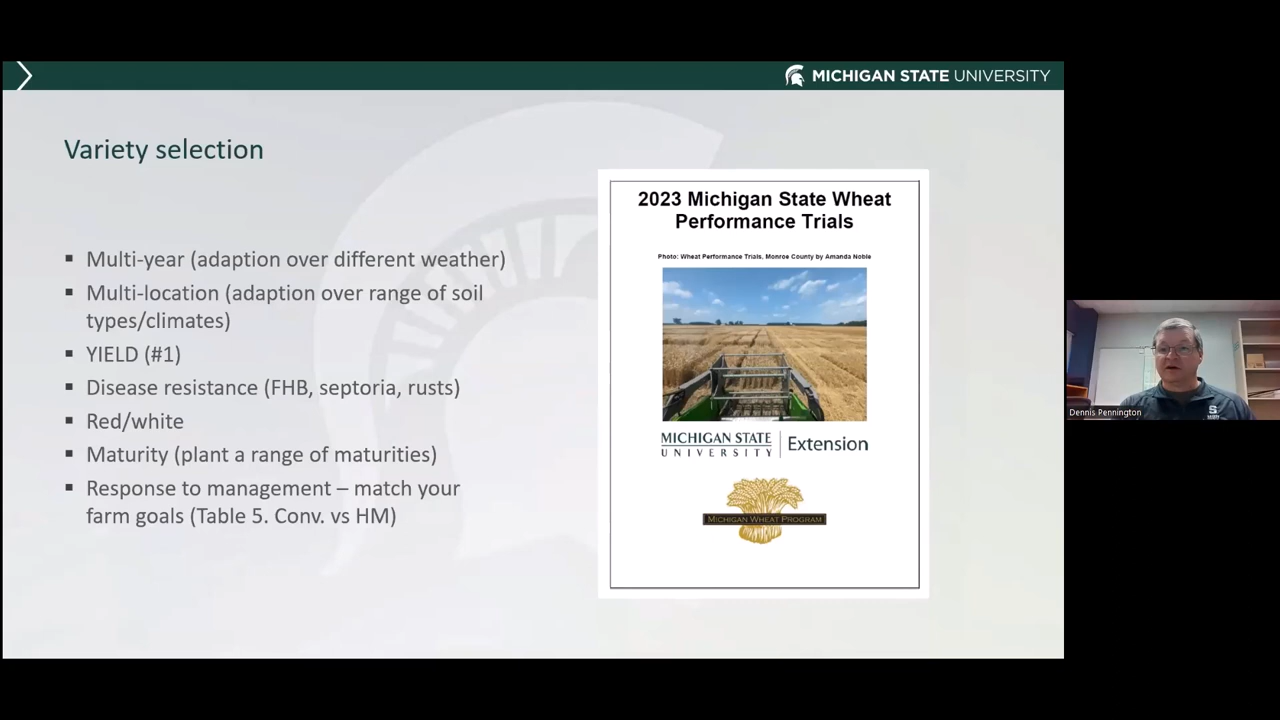 MICHIGAN STATE UNIVERSITY
Variety selection
Multi-year (adaption over different weather)
Multi-location (adaption over range of soil
types/climates)
YIELD (#1)
Disease resistance (FHB, septoria, rusts)
Red/white
Maturity (plant a range of maturities)
Response to management – match your
farm goals (Table 5. Conv. vs HM)
2023 Michigan State Wheat
Performance Trials
Photo: Wheat Performance Trials, Monroe County by Amanda Noble
MICHIGAN STATE
UNIVERSITY
Extension
MICHIGAN WHEAT PROGRAM
Dennis Pennington